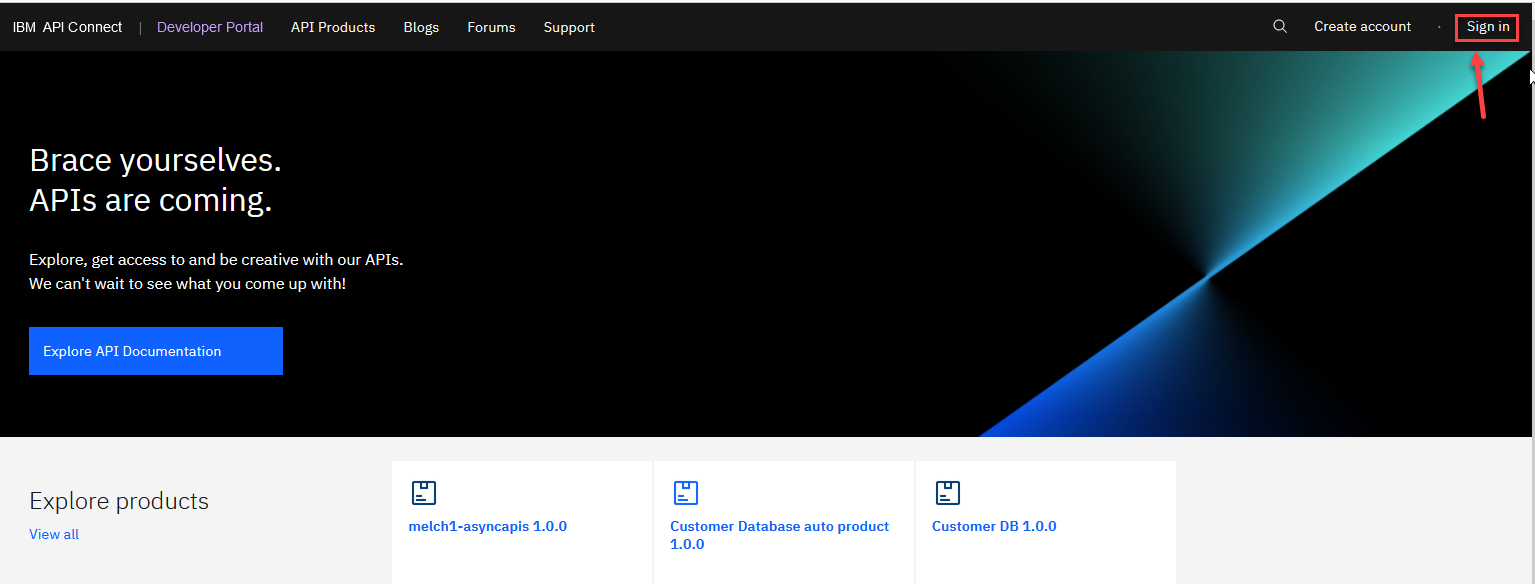 IBM API Connect | Developer Portal API Products Blogs Forums Support Create account · Sign in
Brace yourselves.
APIs are coming.
Explore, get access to and be creative with our APIs.
We can't wait to see what you come up with!
Explore API Documentation
Explore products
View all
melch1-asyncapis 1.0.0
Customer Database auto product
1.0.0
Customer DB 1.0.0